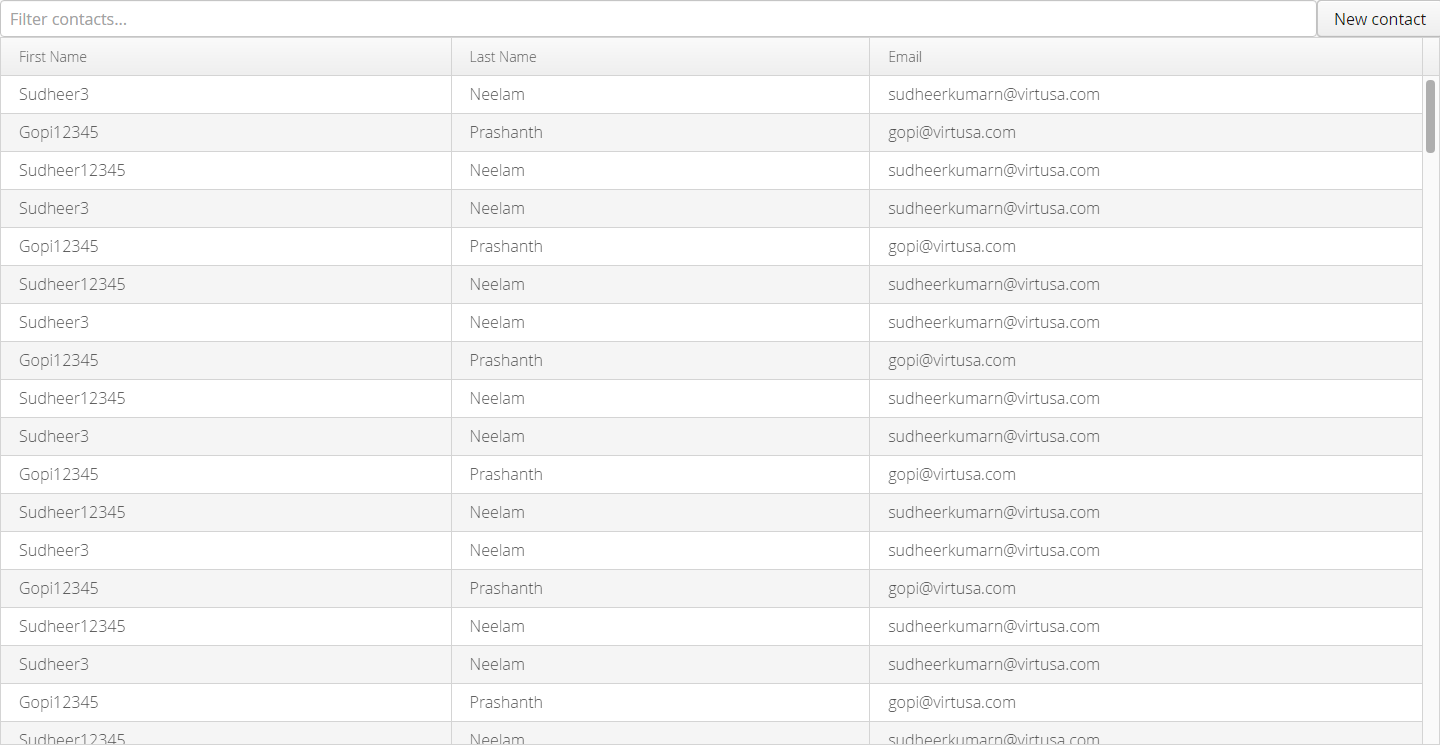 Filter contacts...
New contact
First Name Last Name Email
Sudheer3 Neelam sudheerkumarn@virtusa.com
Gopi12345 Prashanth gopi@virtusa.com
Sudheer12345 Neelam sudheerkumarn@virtusa.com
Sudheer3 Neelam sudheerkumarn@virtusa.com
Gopi12345 Prashanth gopi@virtusa.com
Sudheer12345 Neelam sudheerkumarn@virtusa.com
Sudheer3 Neelam sudheerkumarn@virtusa.com
Gopi12345 Prashanth gopi@virtusa.com
Sudheer12345 Neelam sudheerkumarn@virtusa.com
Sudheer3 Neelam sudheerkumarn@virtusa.com
Gopi12345 Prashanth gopi@virtusa.com
Sudheer12345 Neelam sudheerkumarn@virtusa.com
Sudheer3 Neelam sudheerkumarn@virtusa.com
Gopi12345 Prashanth gopi@virtusa.com
Sudheer12345 Neelam sudheerkumarn@virtusa.com
Sudheer3 Neelam sudheerkumarn@virtusa.com
Gopi12345 Prashanth gopi@virtusa.com
Sudheer12345 Neelam sudheerkumarn@virtusa.com